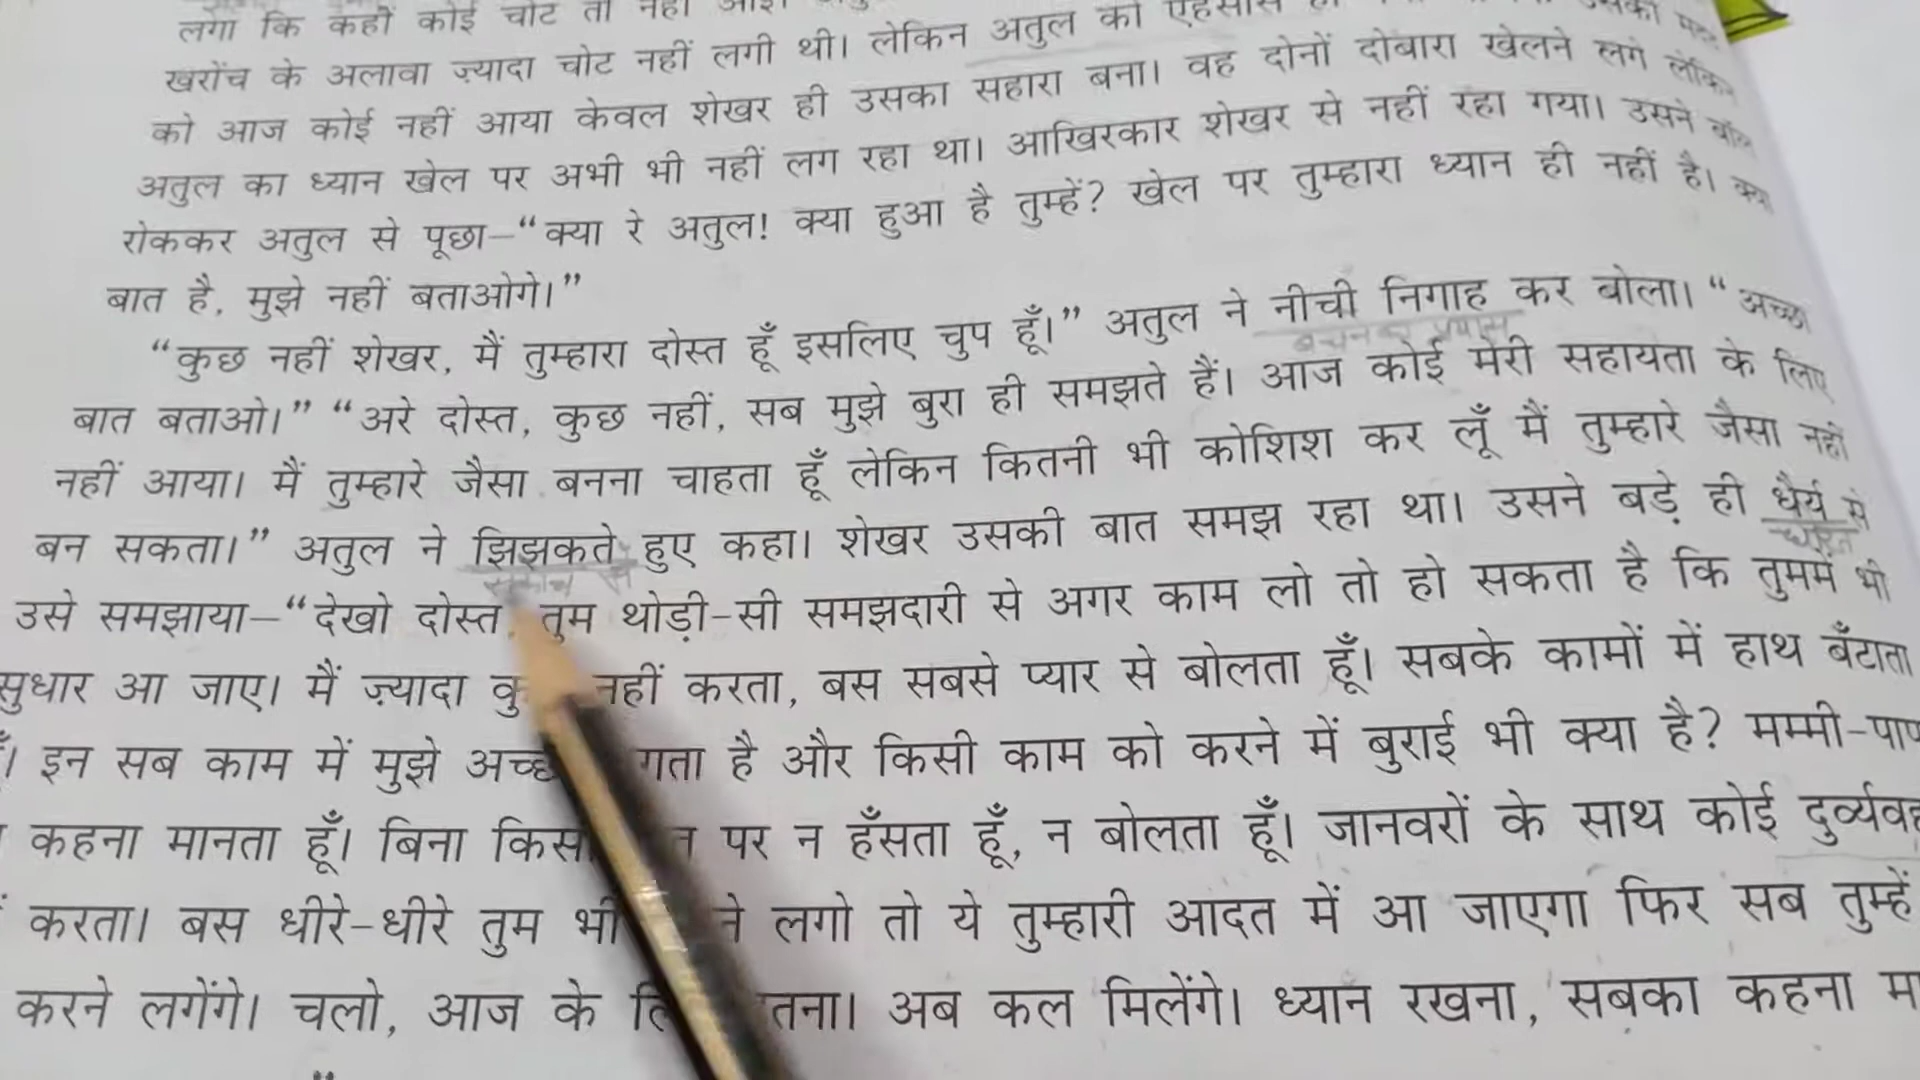 लगा कि कहीं कोई चोट तो नहीं आई।
खरोंच के अलावा ज़्यादा चोट नहीं लगी थी। लेकिन अतुल को एहसास
को आज कोई नहीं आया केवल शेखर ही उसका सहारा बना। वह दोनों दोबारा खेलने लगे लेकिन
अतुल का ध्यान खेल पर अभी भी नहीं लग रहा था। आखिरकार शेखर से नहीं रहा गया। उसने
रोककर अतुल से पूछा—“क्या रे अतुल! क्या हुआ है तुम्हें? खेल पर तुम्हारा ध्यान ही नहीं है। क्या
बात है, मुझे नहीं बताओगे।”
“कुछ नहीं शेखर, मैं तुम्हारा दोस्त हूँ इसलिए चुप हूँ।” अतुल ने नीची निगाह कर बोला। “अच्छा
बात बताओ।” “अरे दोस्त, कुछ नहीं, सब मुझे बुरा ही समझते हैं। आज कोई मेरी सहायता के लिए
नहीं आया। मैं तुम्हारे जैसा बनना चाहता हूँ लेकिन कितनी भी कोशिश कर लूँ मैं तुम्हारे जैसा नहीं
बन सकता।” अतुल ने झिझकते हुए कहा। शेखर उसकी बात समझ रहा था। उसने बड़े ही धैर्य से
उसे समझाया—“देखो दोस्त, तुम थोड़ी-सी समझदारी से अगर काम लो तो हो सकता है कि तुममें भी
सुधार आ जाए। मैं ज़्यादा नहीं करता, बस सबसे प्यार से बोलता हूँ। सबके कामों में हाथ बँटाता
इन सब काम में मुझे है और किसी काम को करने में बुराई भी क्या है? मम्मी-पाप
कहना मानता हूँ। बिना पर न हँसता हूँ, न बोलता हूँ। जानवरों के साथ कोई दुर्व्यवह
करता। बस धीरे-धीरे तुम भी लगो तो ये तुम्हारी आदत में आ जाएगा फिर सब तुम्हें
करने लगेंगे। चलो, आज के अब कल मिलेंगे। ध्यान रखना, सबका कहना मा